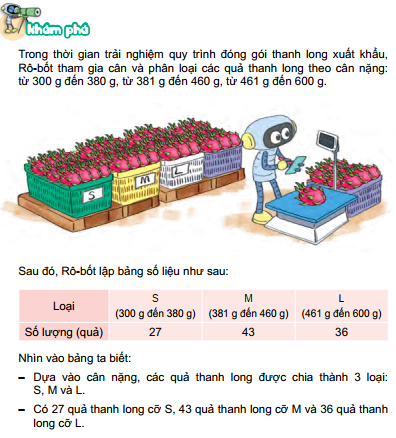 Khám phá
Trong thời gian trải nghiệm quy trình đóng gói thanh long xuất khẩu,
Rô-bốt tham gia cân và phân loại các quả thanh long theo cân nặng:
từ 300 g đến 380 g, từ 381 g đến 460 g, từ 461 g đến 600 g.
S
M
L
Sau đó, Rô-bốt lập bảng số liệu như sau:
Loại S M L
(300 g đến 380 g) (381 g đến 460 g) (461 g đến 600 g)
Số lượng (quả) 27 43 36
Nhìn vào bảng ta biết:
– Dựa vào cân nặng, các quả thanh long được chia thành 3 loại:
S, M và L.
– Có 27 quả thanh long cỡ S, 43 quả thanh long cỡ M và 36 quả thanh
long cỡ L.